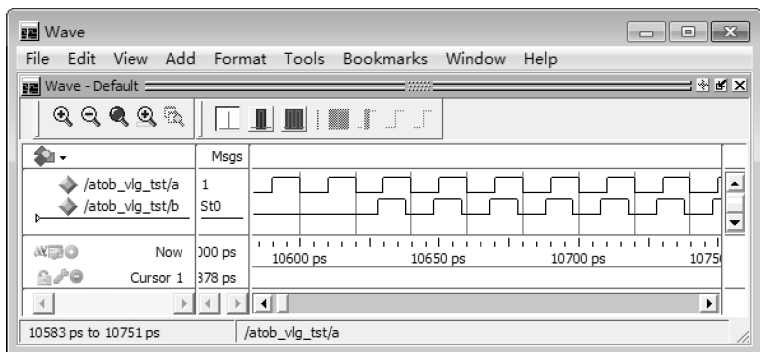 Wave
File Edit View Add Format Tools Bookmarks Window Help
Wave - Default
Msgs
/atob_vlg_tst/a 1
/atob_vlg_tst/b St0
Now 000 ps
Cursor 1 378 ps
10600 ps 10650 ps 10700 ps 1075
10583 ps to 10751 ps /atob_vlg_tst/a